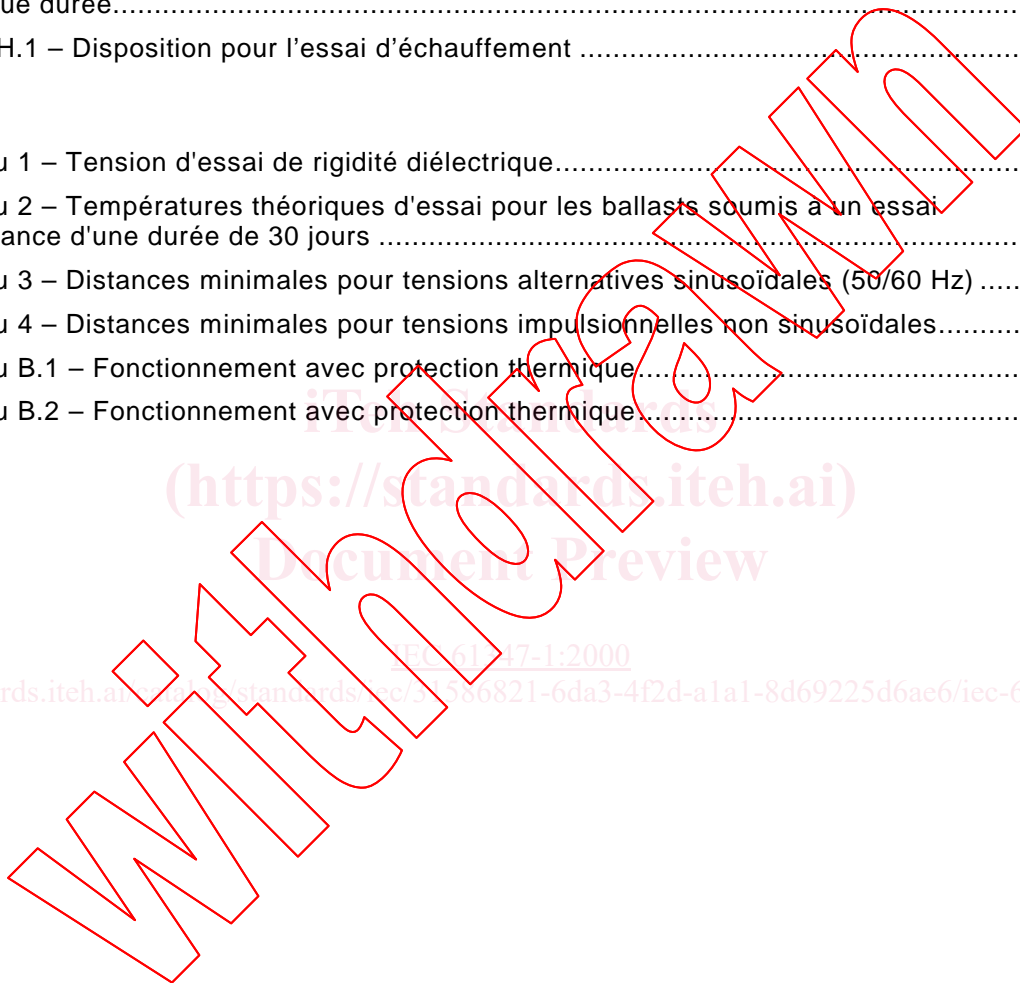 ue durée....................................................................................................................
H.1 – Disposition pour l'essai d'échauffement ....................................................
u 1 – Tension d'essai de rigidité diélectrique........................................................
u 2 – Températures théoriques d'essai pour les ballasts soumis à un essai
ance d'une durée de 30 jours ..............................................................................
u 3 – Distances minimales pour tensions alternatives sinusoïdales (50/60 Hz) .....
u 4 – Distances minimales pour tensions impulsionnelles non sinusoïdales..........
u B.1 – Fonctionnement avec protection thermique..............................................
u B.2 – Fonctionnement avec protection thermique..............................................
iTeh Standards
(https://standards.iteh.ai)
Document Preview
IEC 61347-1:2000
rds.iteh.ai/catalog/standards/iec/31586821-6da3-4f2d-a1a1-8d69225d6ae6/iec-6
withdrawn